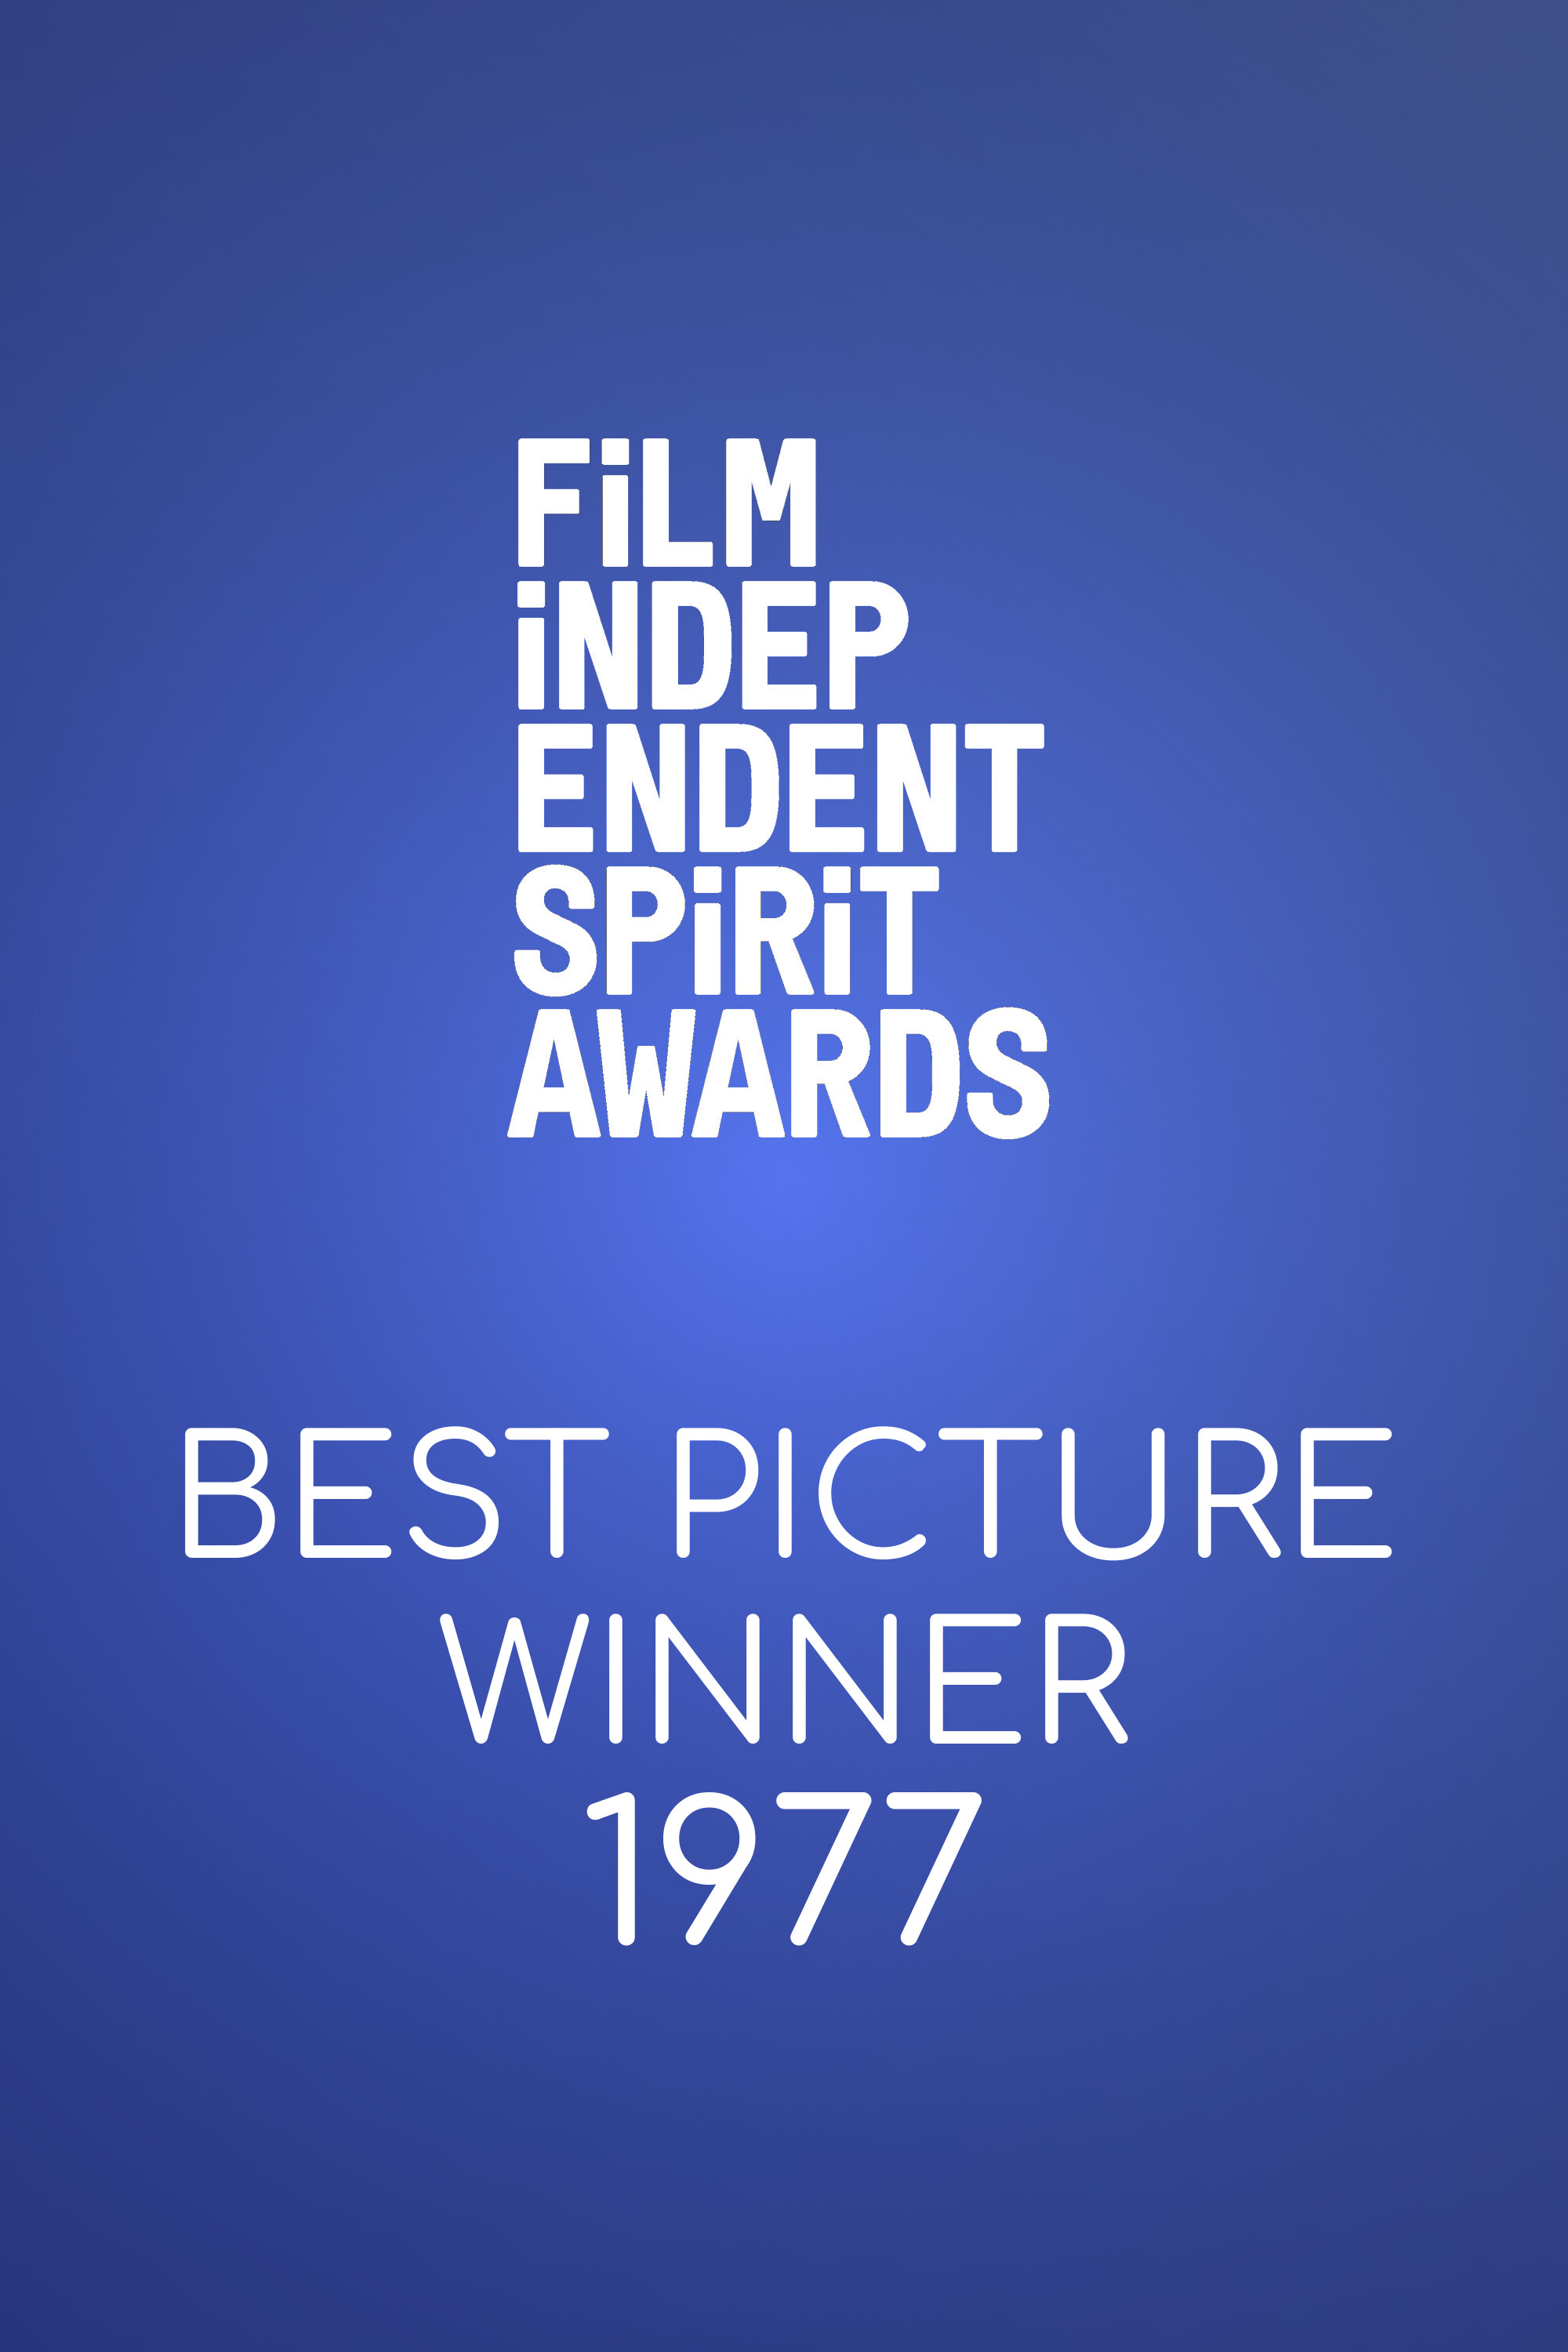 FiLM
iNDEP
ENDENT
SPiRiT
AWARDS
BEST PICTURE
WINNER
1977